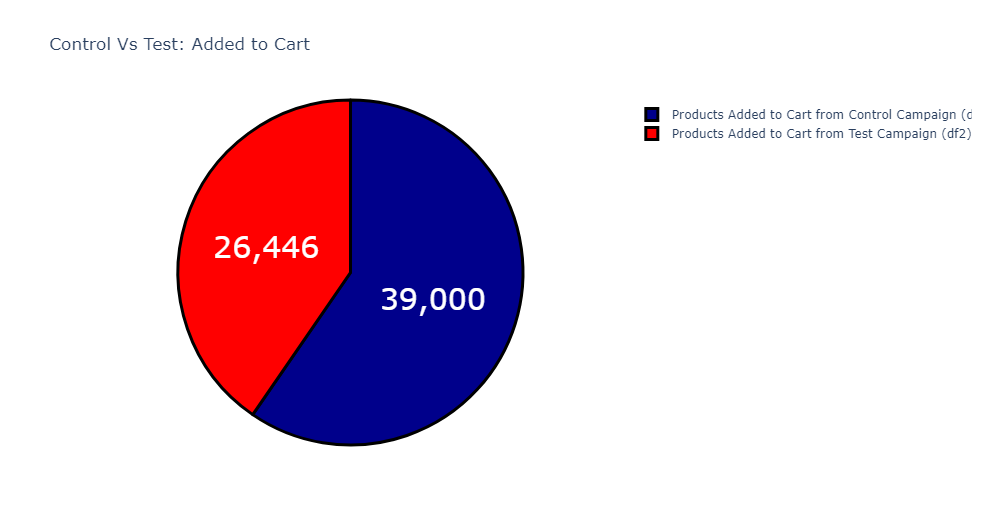 Control Vs Test: Added to Cart
Products Added to Cart from Control Campaign (d
Products Added to Cart from Test Campaign (df2)
26,446
39,000